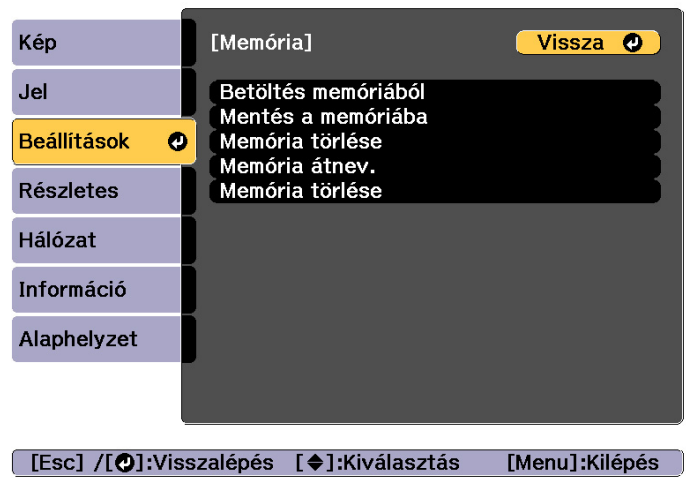 Kép
Jel
Beállítások
Részletes
Hálózat
Információ
Alaphelyzet
[Memória]
Vissza
Betöltés memóriából
Mentés a memóriába
Memória törlése
Memória átnev.
Memória törlése
[Esc] /[⏎]:Visszalépés [◆]:Kiválasztás [Menu]:Kilépés